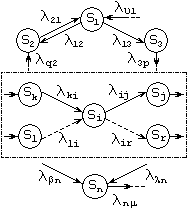 λ₂₁ S₁ λᵤ₁
S₂ λ₁₂ λ₁₃ S₃
λq₂ λ₃ₚ
Sₖ λₖᵢ λᵢⱼ Sⱼ
Sᵢ
Sₗ λₗᵢ λᵢᵣ Sᵣ
λᵦₙ λλₙ
Sₙ
λₙμ